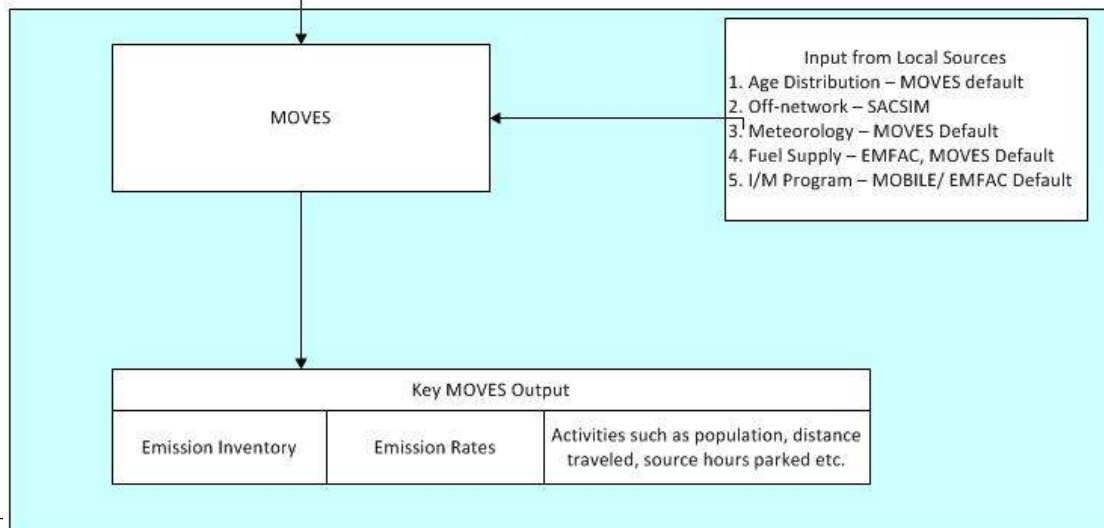 MOVES
Input from Local Sources
1. Age Distribution – MOVES default
2. Off-network – SACSIM
3. Meteorology – MOVES Default
4. Fuel Supply – EMFAC, MOVES Default
5. I/M Program – MOBILE/ EMFAC Default
Key MOVES Output
Emission Inventory
Emission Rates
Activities such as population, distance
traveled, source hours parked etc.